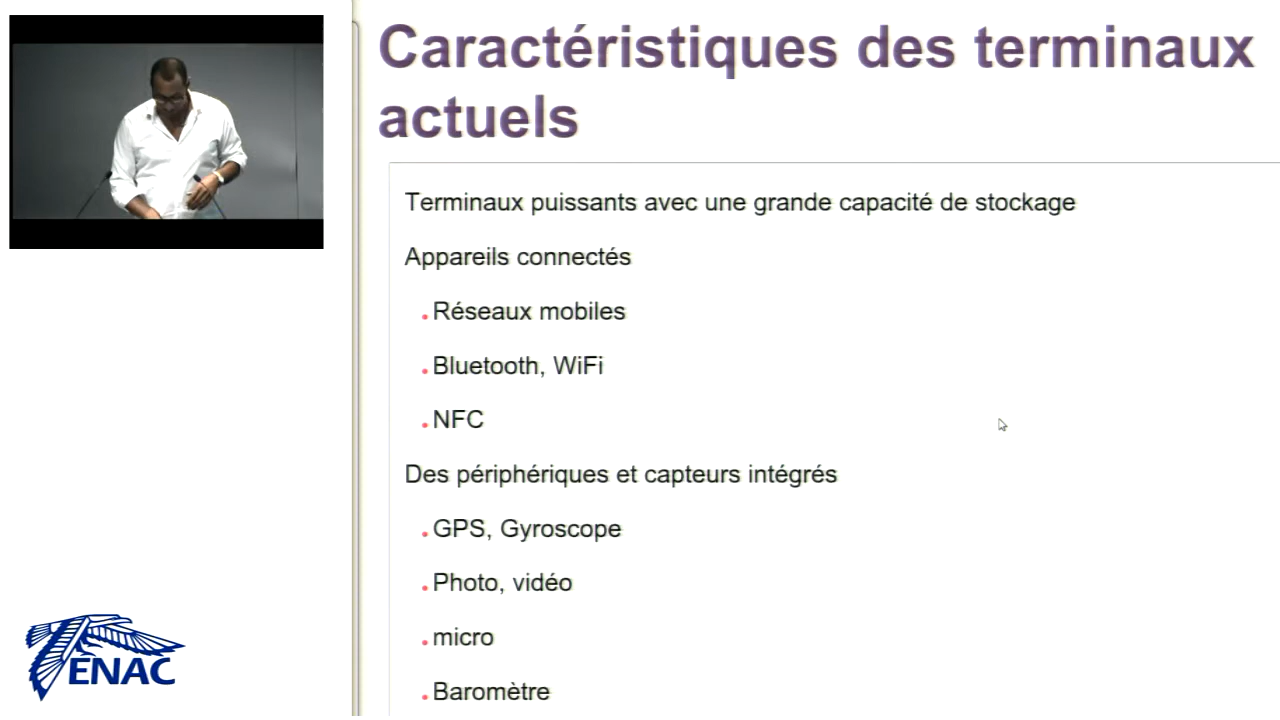 Caractéristiques des terminaux
actuels
Terminaux puissants avec une grande capacité de stockage
Appareils connectés
Réseaux mobiles
Bluetooth, WiFi
NFC
Des périphériques et capteurs intégrés
GPS, Gyroscope
Photo, vidéo
micro
Baromètre
ENAC